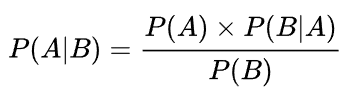 P(A|B) = P(A) × P(B|A) / P(B)